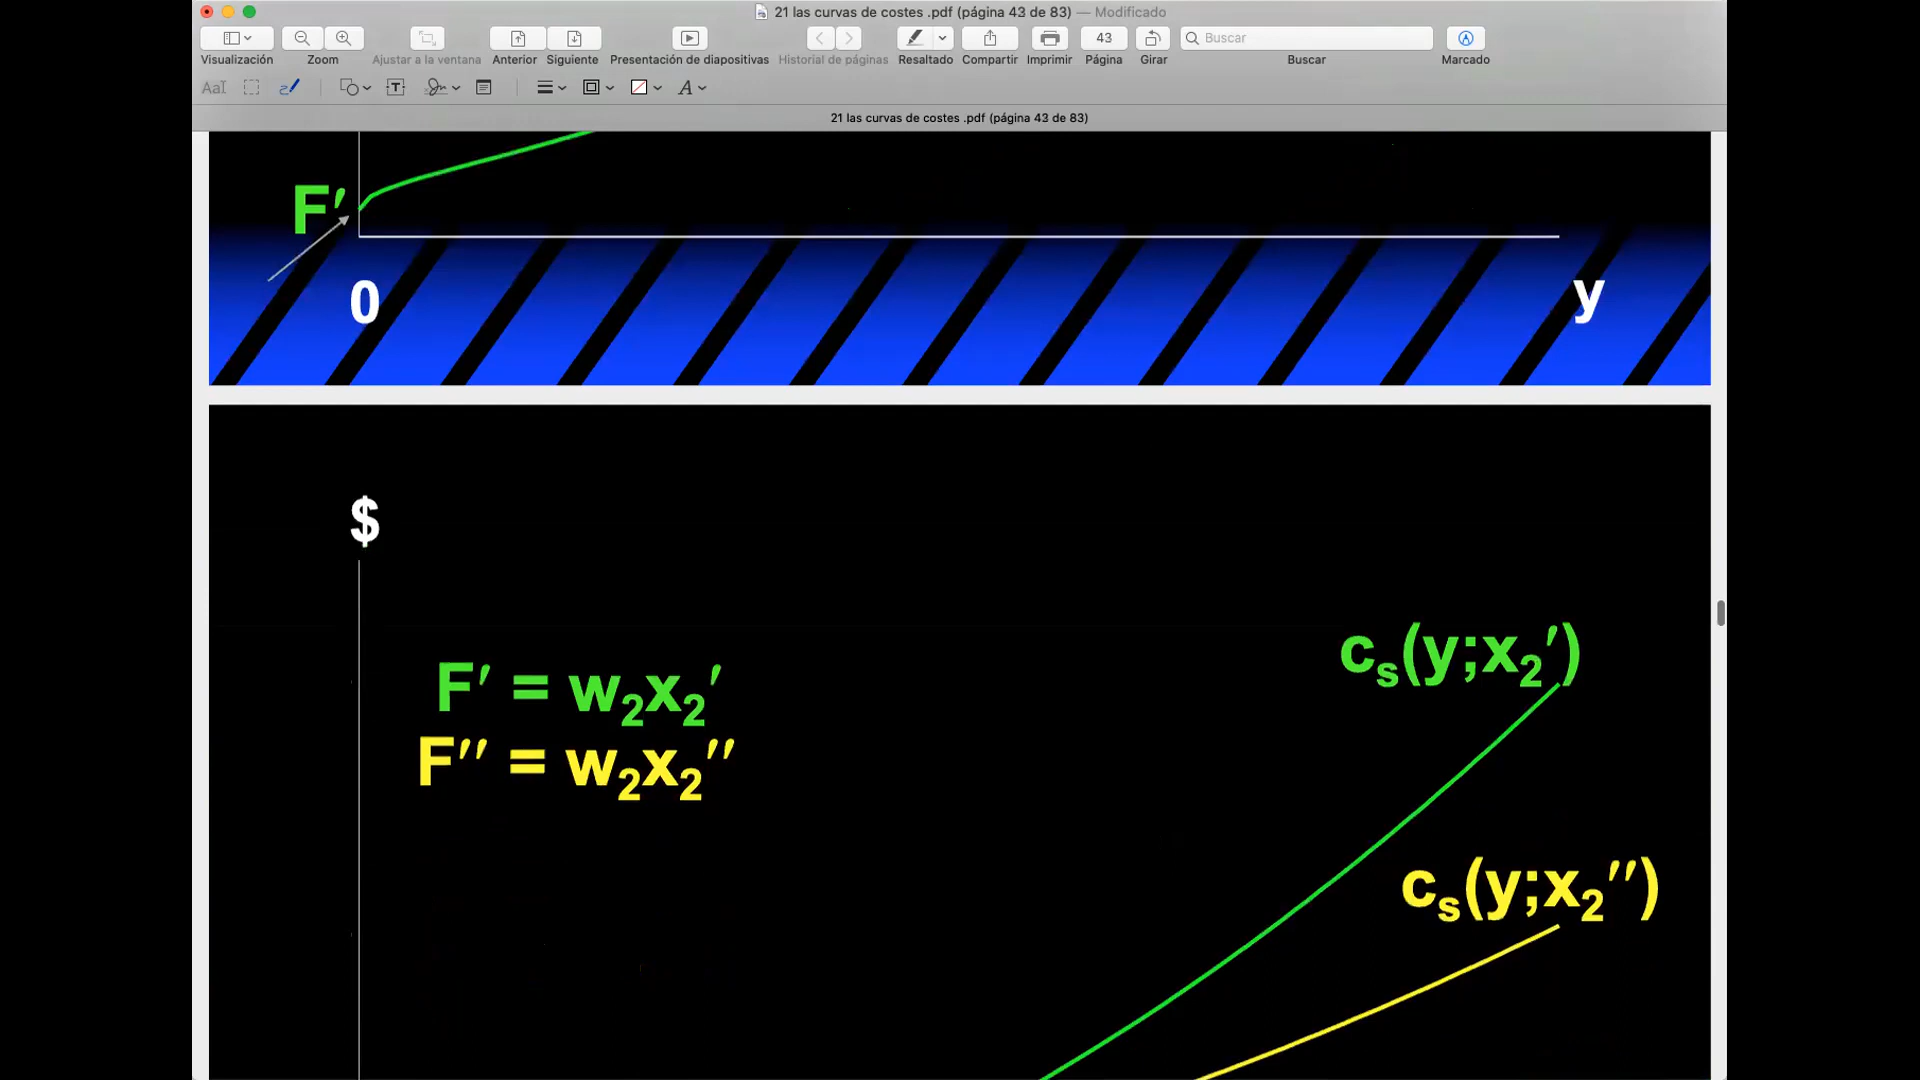 21 las curvas de costes .pdf (página 43 de 83) — Modificado
43
Buscar
Visualización
Zoom
Ajustar a la ventana
Anterior
Siguiente
Presentación de diapositivas
Historial de páginas
Resaltado
Compartir
Imprimir
Página
Girar
Buscar
Marcado
AaI
T
A
21 las curvas de costes .pdf (página 43 de 83)
F′
0
y
$
cₛ(y;x₂′)
F′ = w₂x₂′
F′′ = w₂x₂′′
cₛ(y;x₂′′)